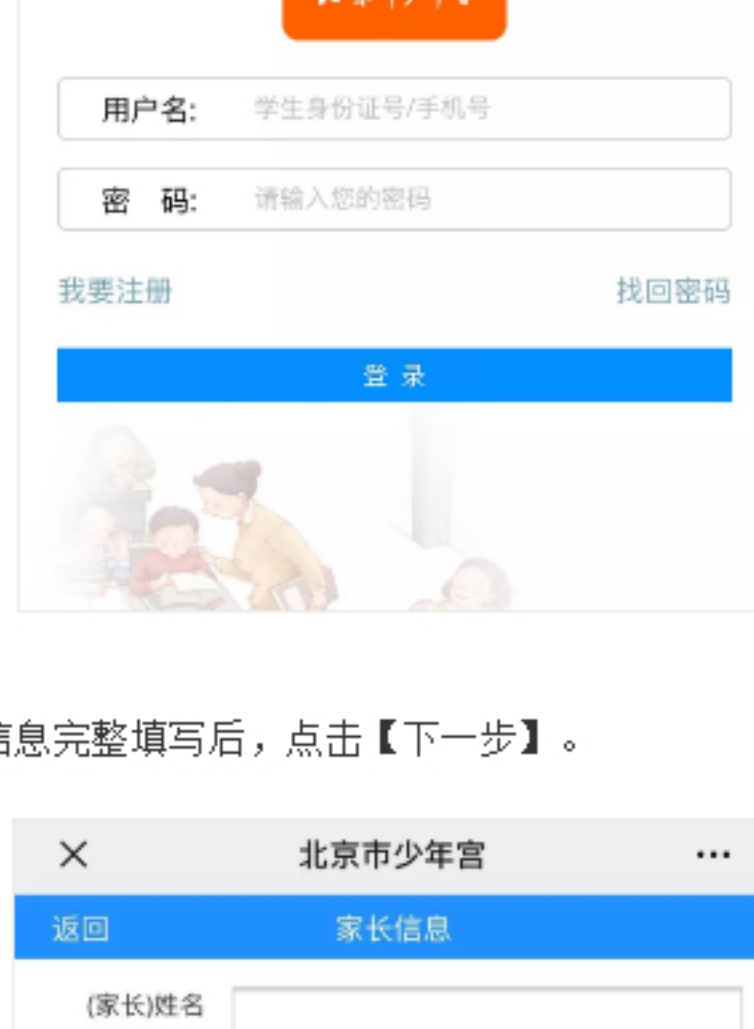 用户名: 学生身份证号/手机号
密 码: 请输入您的密码
我要注册 找回密码
登 录
息完整填写后，点击【下一步】。
北京市少年宫
返回 家长信息
(家长)姓名